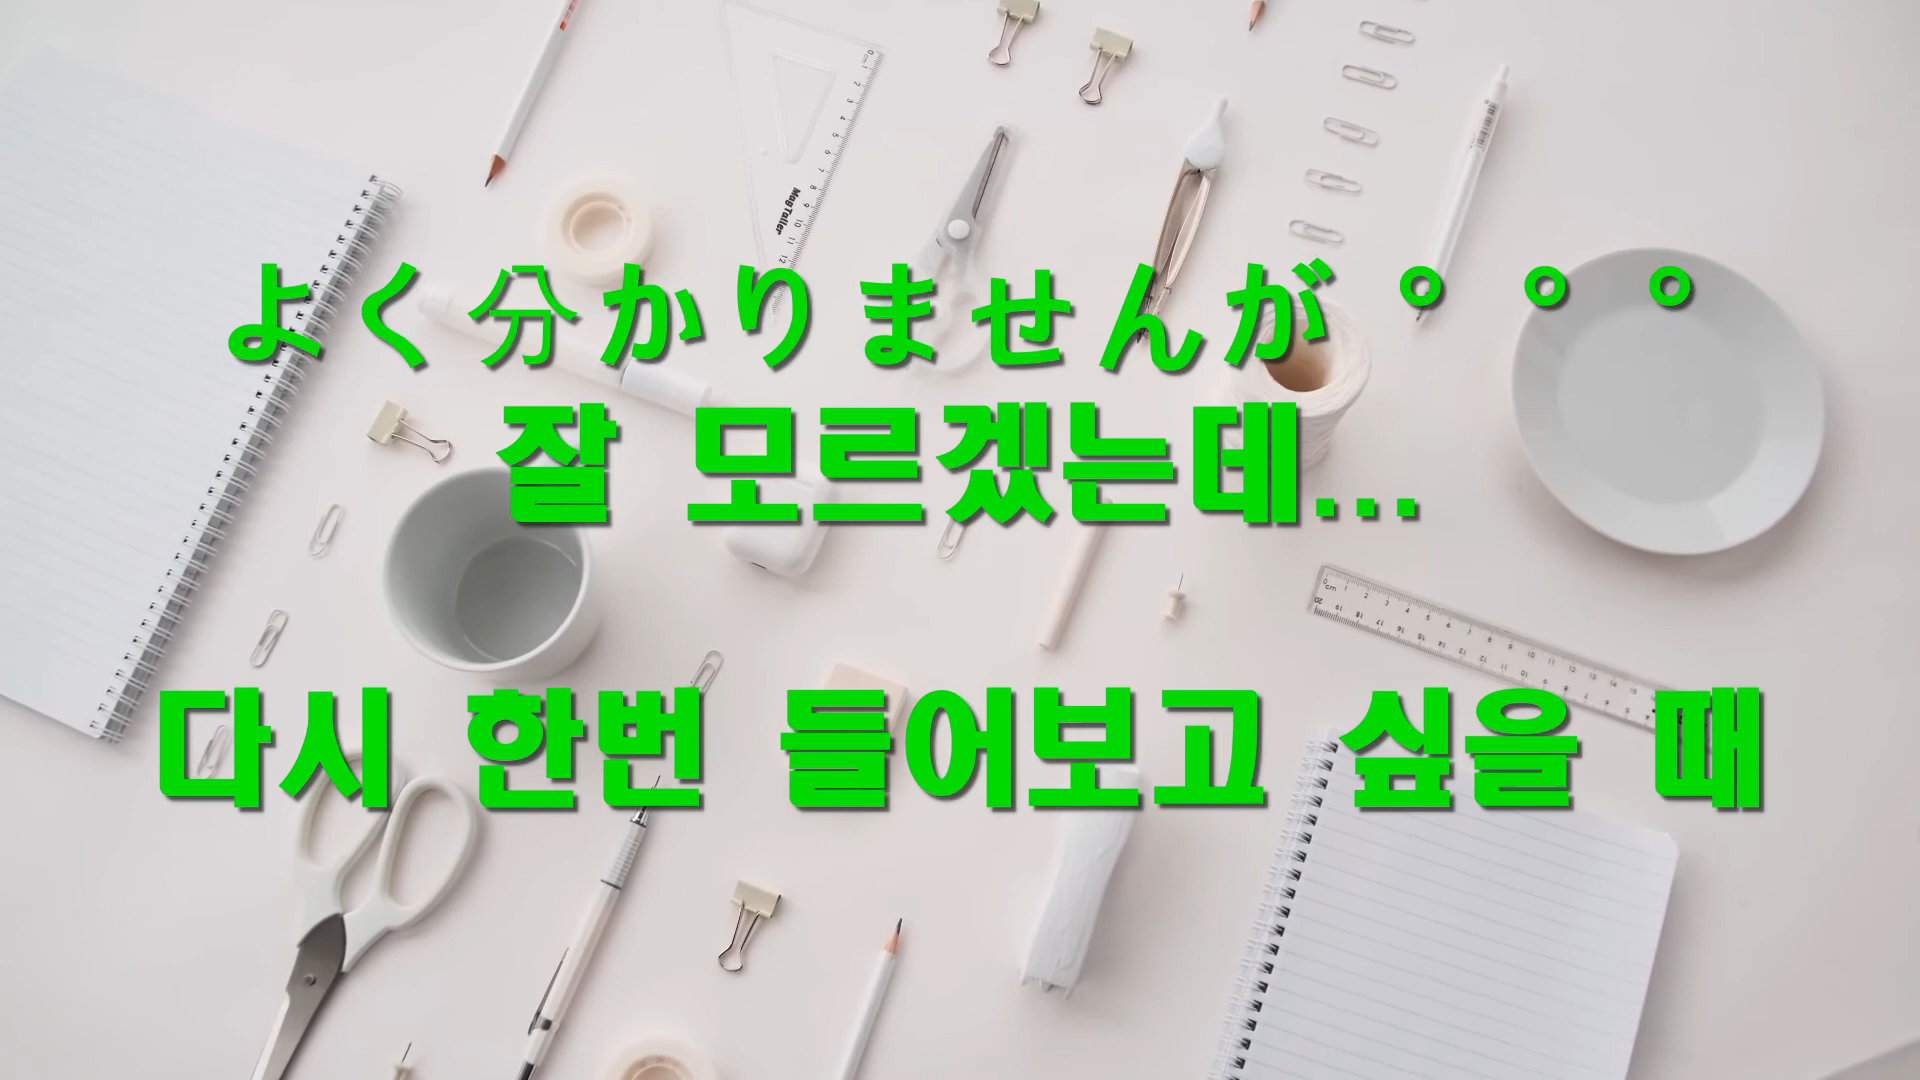 よく分かりませんが。。。
잘 모르겠는데...
다시 한번 들어보고 싶을 때
MagTaller